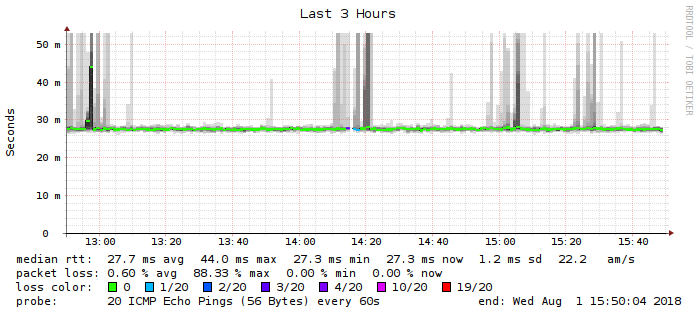 Last 3 Hours
RRDTOOL / TOBI OETIKER
Seconds
50 m
40 m
30 m
20 m
10 m
0
13:00 13:20 13:40 14:00 14:20 14:40 15:00 15:20 15:40
median rtt: 27.7 ms avg 44.0 ms max 27.3 ms min 27.3 ms now 1.2 ms sd 22.2 am/s
packet loss: 0.60 % avg 88.33 % max 0.00 % min 0.00 % now
loss color: 0 1/20 2/20 3/20 4/20 10/20 19/20
probe: 20 ICMP Echo Pings (56 Bytes) every 60s end: Wed Aug 1 15:50:04 2018